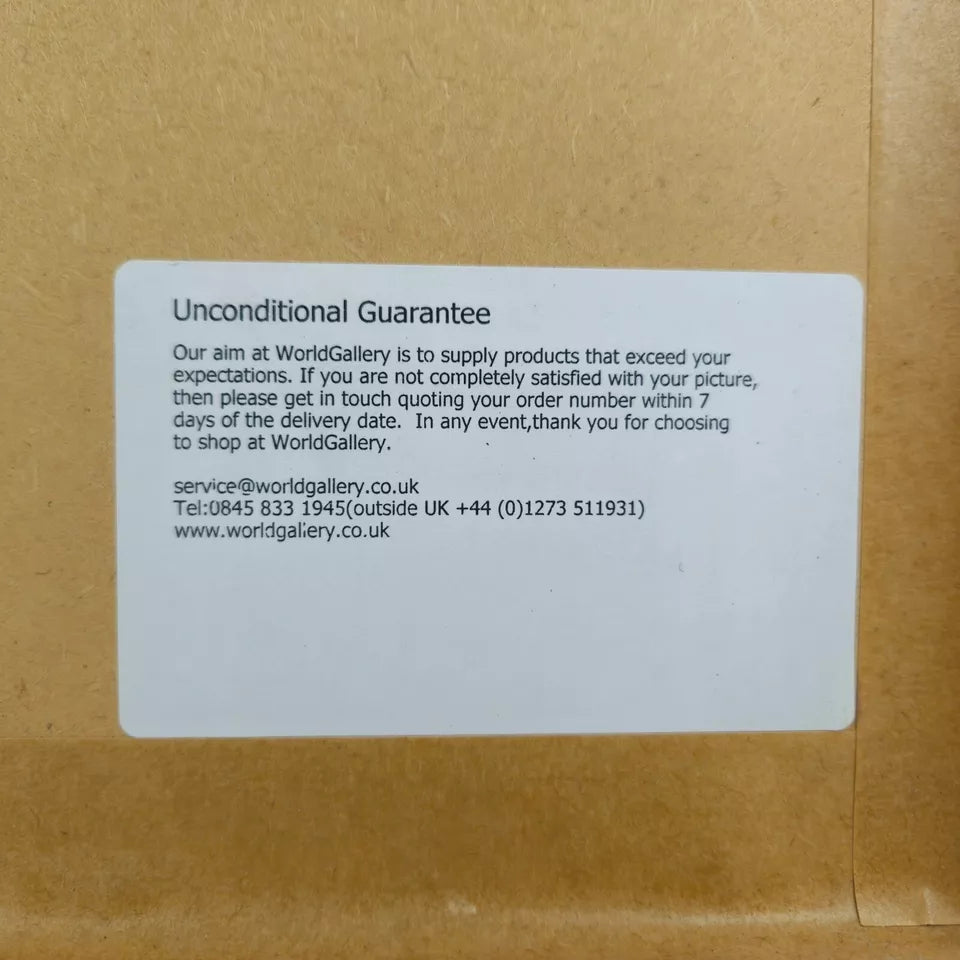 Unconditional Guarantee
Our aim at WorldGallery is to supply products that exceed your
expectations. If you are not completely satisfied with your picture,
then please get in touch quoting your order number within 7
days of the delivery date.  In any event,thank you for choosing
to shop at WorldGallery.
service@worldgallery.co.uk
Tel:0845 833 1945(outside UK +44 (0)1273 511931)
www.worldgallery.co.uk